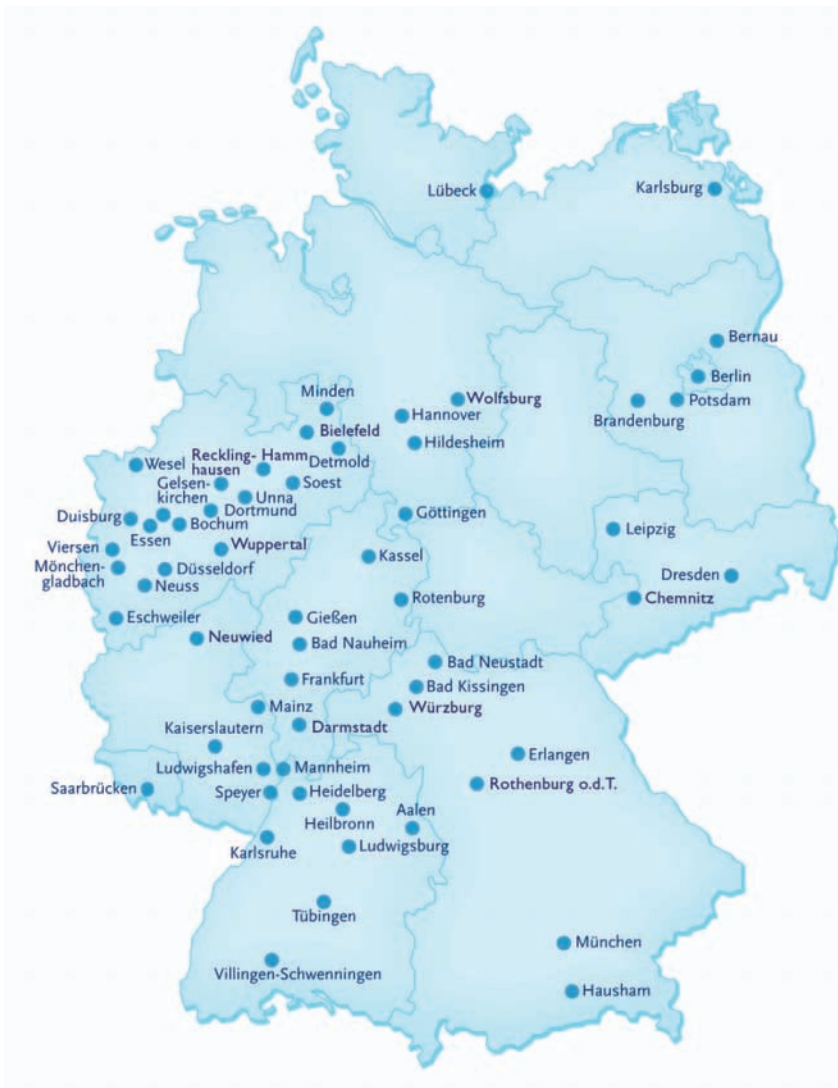 Lübeck
Karlsburg
Bernau
Berlin
Minden
Wolfsburg
Potsdam
Hannover
Brandenburg
Bielefeld
Hildesheim
Reckling-
hausen
Hamm
Detmold
Wesel
Gelsen-
kirchen
Soest
Unna
Dortmund
Göttingen
Duisburg
Bochum
Essen
Leipzig
Viersen
Wuppertal
Kassel
Mönchen-
gladbach
Düsseldorf
Dresden
Neuss
Chemnitz
Rotenburg
Eschweiler
Gießen
Neuwied
Bad Nauheim
Bad Neustadt
Frankfurt
Bad Kissingen
Mainz
Würzburg
Kaiserslautern
Darmstadt
Erlangen
Ludwigshafen
Mannheim
Rothenburg o.d.T.
Saarbrücken
Speyer
Heidelberg
Aalen
Heilbronn
Karlsruhe
Ludwigsburg
Tübingen
München
Villingen-Schwenningen
Hausham